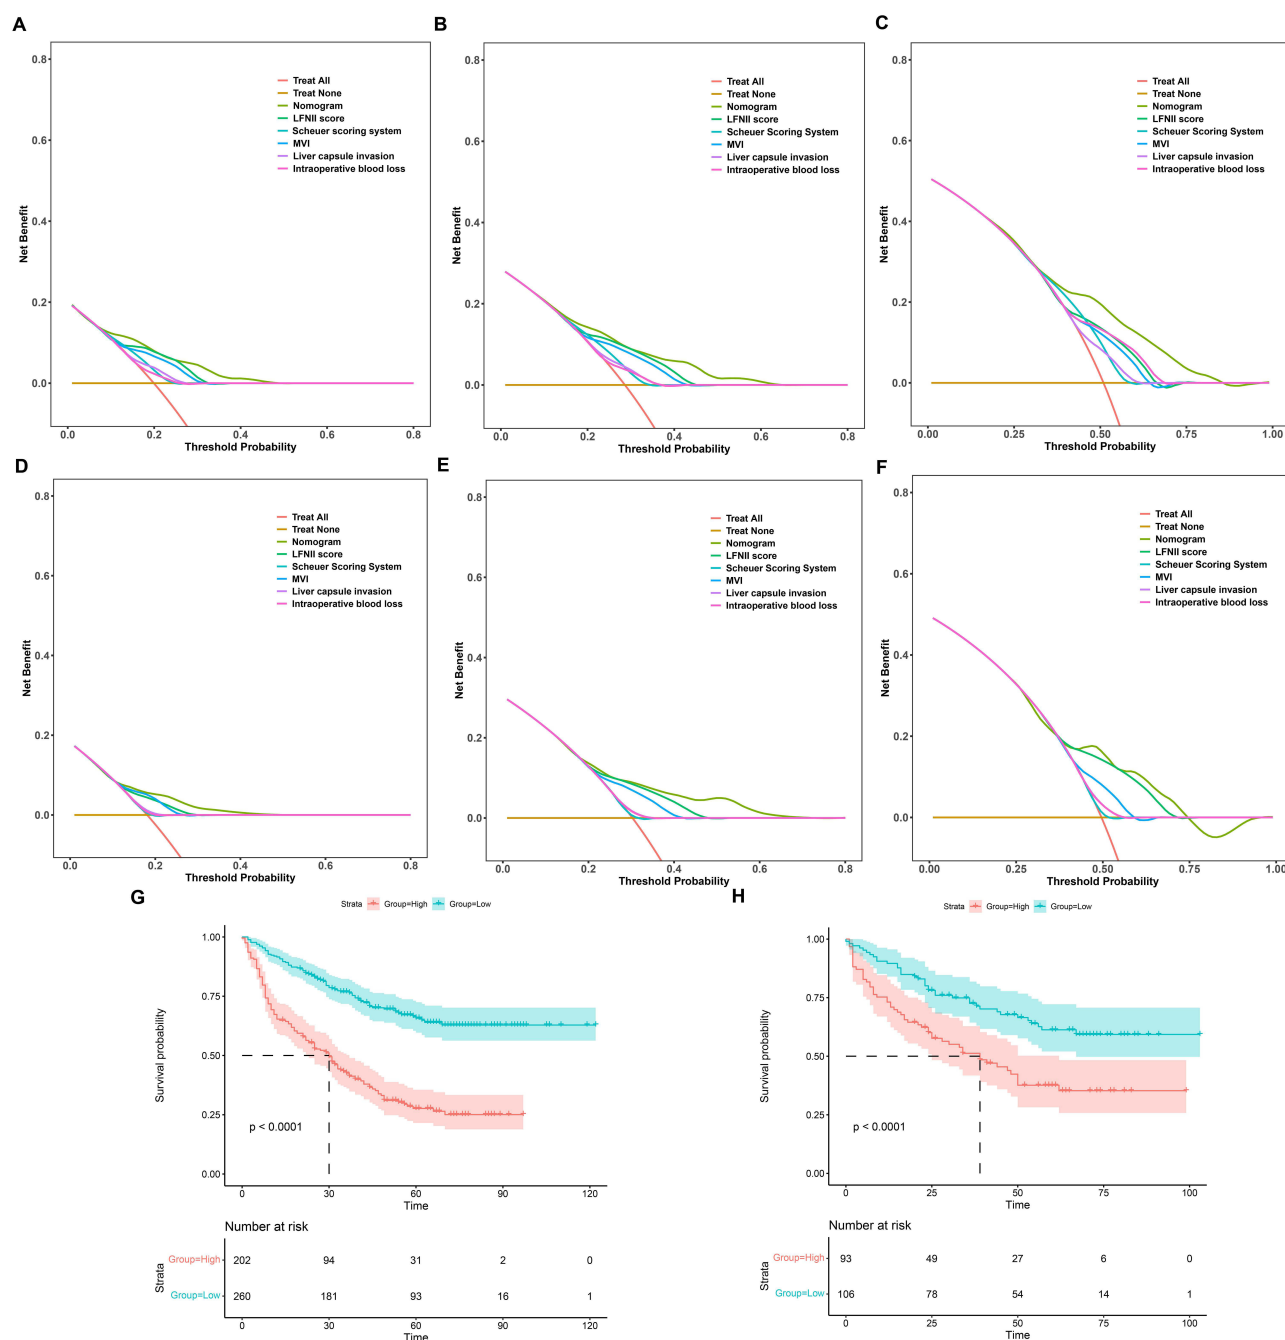 A
0.8
0.6
0.4
0.2
0.0
Net Benefit
Treat All
Treat None
Nomogram
LFNII score
Scheuer scoring system
MVI
Liver capsule invasion
Intraoperative blood loss
0.0 0.2 0.4 0.6 0.8
Threshold Probability
B
0.8
0.6
0.4
0.2
0.0
Net Benefit
Treat All
Treat None
Nomogram
LFNII score
Scheuer Scoring System
MVI
Liver capsule invasion
Intraoperative blood loss
0.0 0.2 0.4 0.6 0.8
Threshold Probability
C
0.8
0.6
0.4
0.2
0.0
Net Benefit
Treat All
Treat None
Nomogram
LFNII score
Scheuer Scoring System
MVI
Liver capsule invasion
Intraoperative blood loss
0.00 0.25 0.50 0.75 1.00
Threshold Probability
D
0.8
0.6
0.4
0.2
0.0
Net Benefit
Treat All
Treat None
Nomogram
LFNII score
Scheuer Scoring System
MVI
Liver capsule invasion
Intraoperative blood loss
0.0 0.2 0.4 0.6 0.8
Threshold Probability
E
0.8
0.6
0.4
0.2
0.0
Net Benefit
Treat All
Treat None
Nomogram
LFNII score
Scheuer Scoring System
MVI
Liver capsule invasion
Intraoperative blood loss
0.0 0.2 0.4 0.6 0.8
Threshold Probability
F
0.8
0.6
0.4
0.2
0.0
Net Benefit
Treat All
Treat None
Nomogram
LFNII score
Scheuer Scoring System
MVI
Liver capsule invasion
Intraoperative blood loss
0.00 0.25 0.50 0.75 1.00
Threshold Probability
G
Strata Group=High Group=Low
1.00
0.75
0.50
0.25
0.00
Survival probability
p < 0.0001
0 30 60 90 120
Time
Number at risk
Strata
Group=High 202 94 31 2 0
Group=Low 260 181 93 16 1
0 30 60 90 120
Time
H
Strata Group=High Group=Low
1.00
0.75
0.50
0.25
0.00
Survival probability
p < 0.0001
0 25 50 75 100
Time
Number at risk
Strata
Group=High 93 49 27 6 0
Group=Low 106 78 54 14 1
0 25 50 75 100
Time